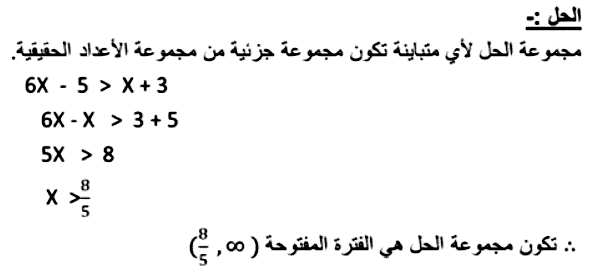 الحل :-
مجموعة الحل لأي متباينة تكون مجموعة جزئية من مجموعة الأعداد الحقيقية.
6X - 5 > X + 3
6X - X > 3 + 5
5X > 8
X > 8/5
∴ تكون مجموعة الحل هي الفترة المفتوحة (8/5 , ∞)